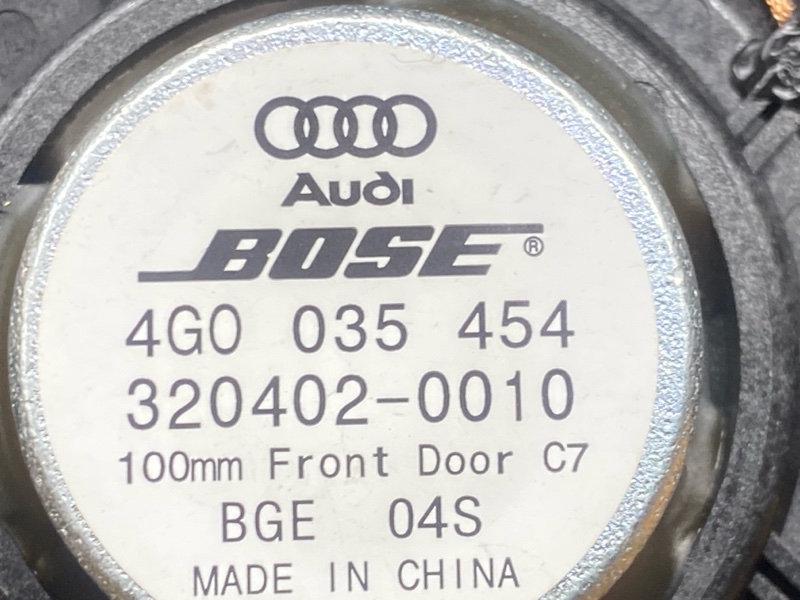 Audi
BOSE®
4G0 035 454
320402-0010
100mm Front Door C7
BGE 04S
MADE IN CHINA